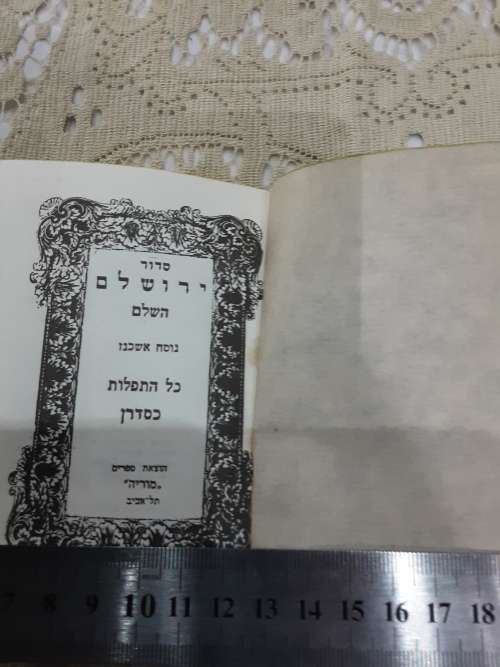 סדור
ירושלם
השלם
נוסח אשכנז
כל התפלות
כסדרן
הוצאת ספרים
"מוריה"
תל־אביב
7 8 9 10 11 12 13 14 15 16 17 18